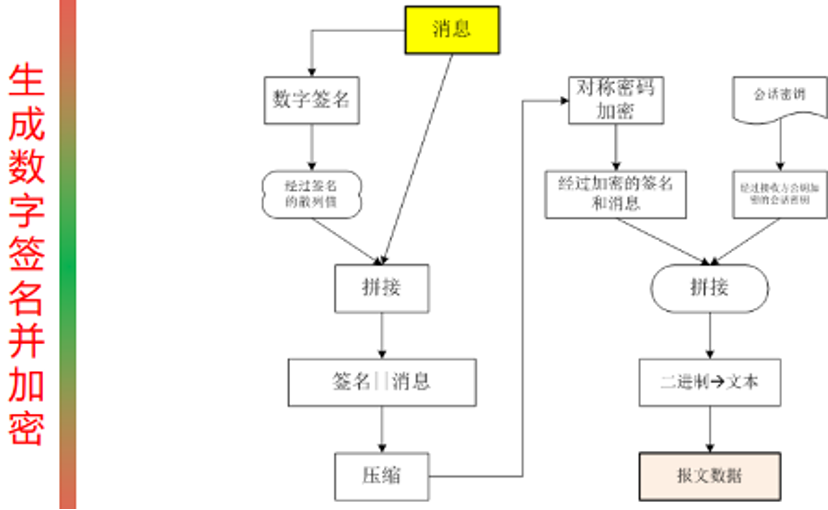 生成数字签名并加密
消息
数字签名
经过签名
的散列值
拼接
签名||消息
压缩
对称密码
加密
会话密钥
经过加密的签名
和消息
经过接收方公钥加
密的会话密钥
拼接
二进制→文本
报文数据